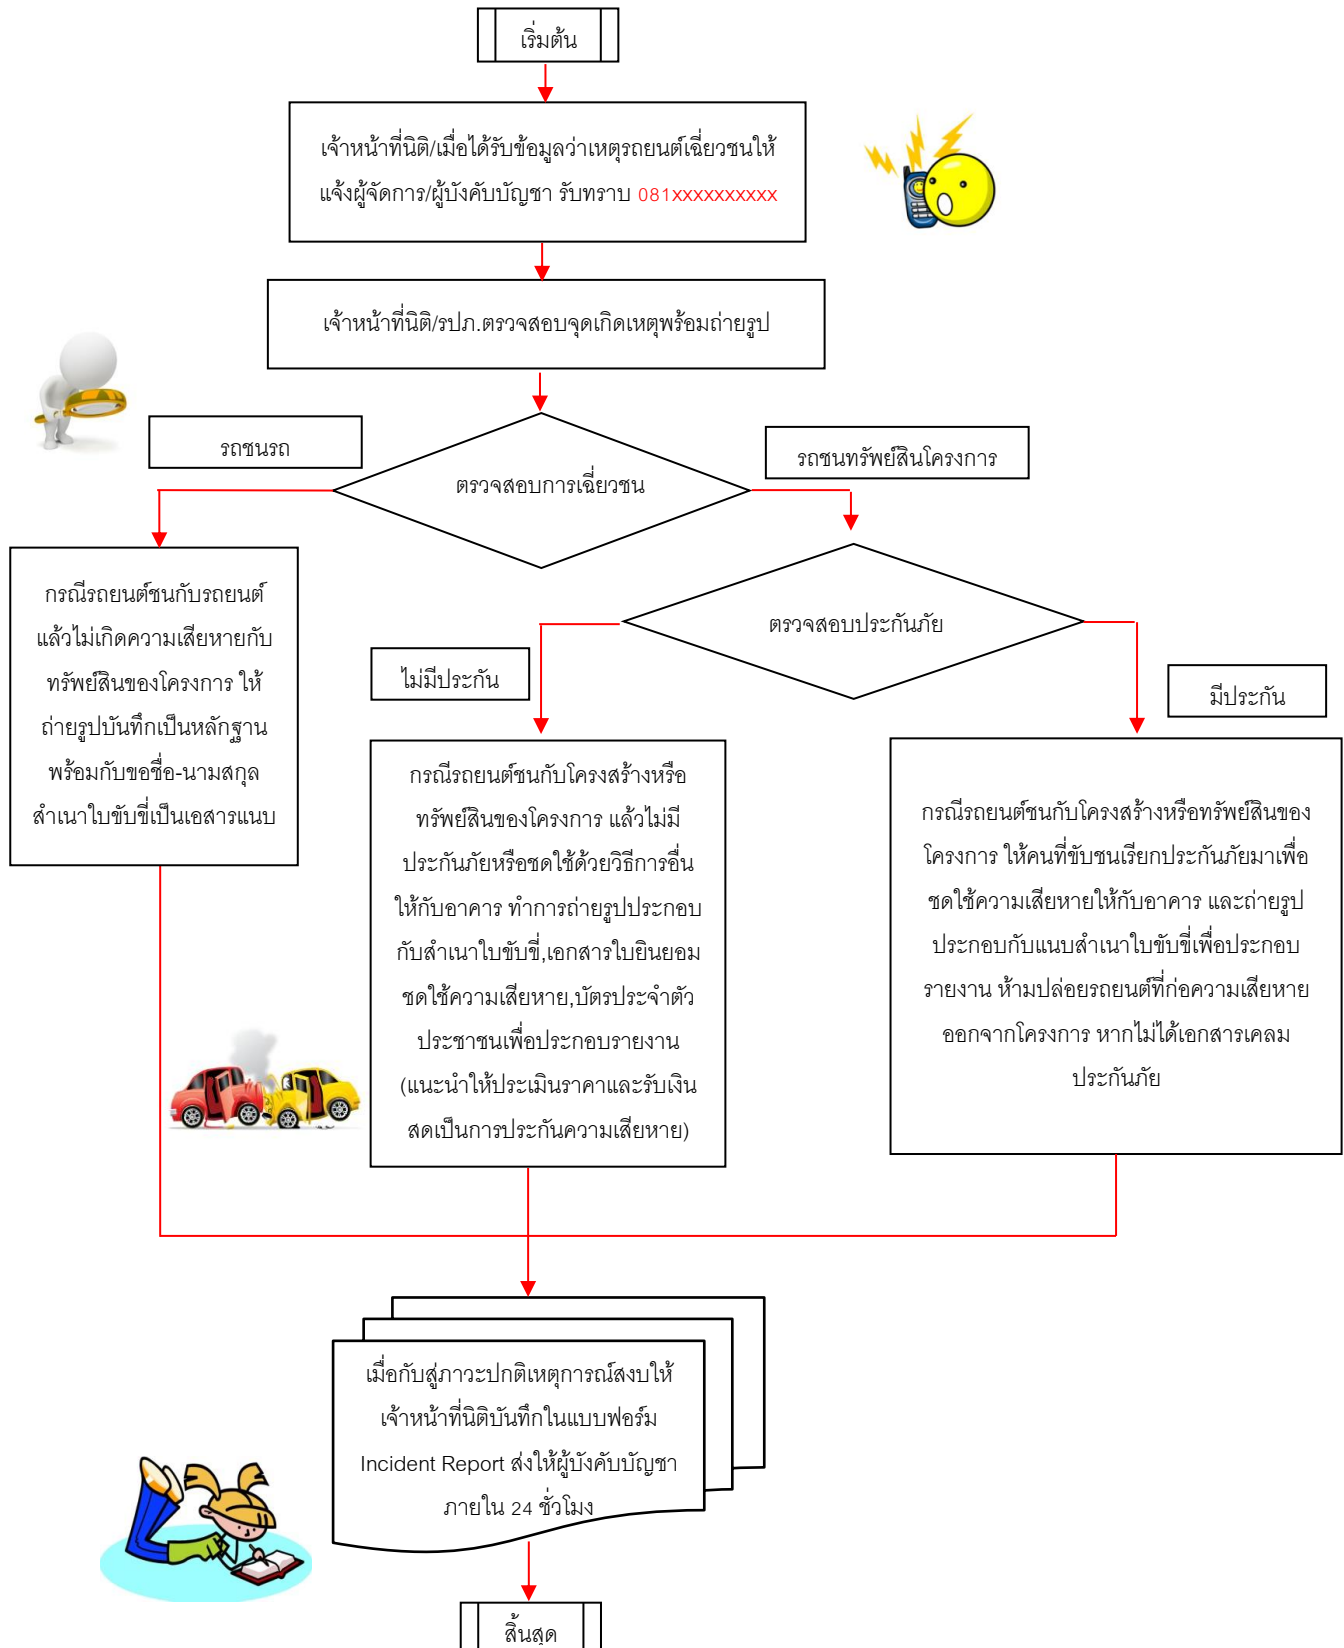 เริ่มต้น
เจ้าหน้าที่นิติ/เมื่อได้รับข้อมูลว่าเหตุรถยนต์เฉี่ยวชนให้
แจ้งผู้จัดการ/ผู้บังคับบัญชา รับทราบ 081xxxxxxxxxx
เจ้าหน้าที่นิติ/รปภ.ตรวจสอบจุดเกิดเหตุพร้อมถ่ายรูป
รถชนรถ
ตรวจสอบการเฉี่ยวชน
รถชนทรัพย์สินโครงการ
กรณีรถยนต์ชนกับรถยนต์
แล้วไม่เกิดความเสียหายกับ
ทรัพย์สินของโครงการ ให้
ถ่ายรูปบันทึกเป็นหลักฐาน
พร้อมกับขอชื่อ-นามสกุล
สำเนาใบขับขี่เป็นเอสารแนบ
ตรวจสอบประกันภัย
ไม่มีประกัน
มีประกัน
กรณีรถยนต์ชนกับโครงสร้างหรือ
ทรัพย์สินของโครงการ แล้วไม่มี
ประกันภัยหรือชดใช้ด้วยวิธีการอื่น
ให้กับอาคาร ทำการถ่ายรูปประกอบ
กับสำเนาใบขับขี่,เอกสารใบยินยอม
ชดใช้ความเสียหาย,บัตรประจำตัว
ประชาชนเพื่อประกอบรายงาน
(แนะนำให้ประเมินราคาและรับเงิน
สดเป็นการประกันความเสียหาย)
กรณีรถยนต์ชนกับโครงสร้างหรือทรัพย์สินของ
โครงการ ให้คนที่ขับชนเรียกประกันภัยมาเพื่อ
ชดใช้ความเสียหายให้กับอาคาร และถ่ายรูป
ประกอบกับแนบสำเนาใบขับขี่เพื่อประกอบ
รายงาน ห้ามปล่อยรถยนต์ที่ก่อความเสียหาย
ออกจากโครงการ หากไม่ได้เอกสารเคลม
ประกันภัย
เมื่อกับสู่ภาวะปกติเหตุการณ์สงบให้
เจ้าหน้าที่นิติบันทึกในแบบฟอร์ม
Incident Report ส่งให้ผู้บังคับบัญชา
ภายใน 24 ชั่วโมง
สิ้นสุด